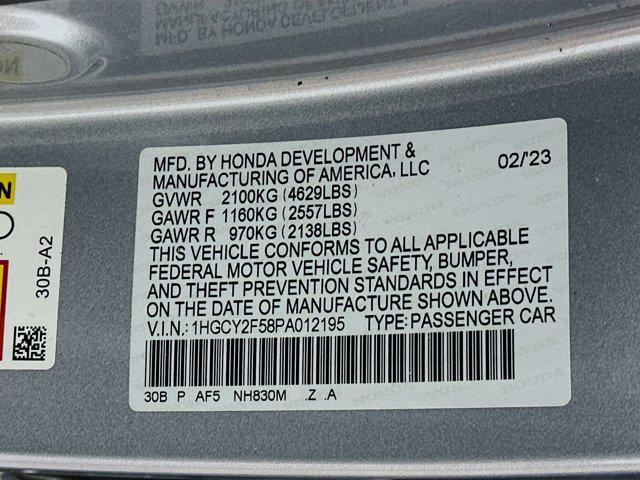 MFD. BY HONDA DEVELOPMENT &
MANUFACTURING OF AMERICA, LLC 02/'23
GVWR 2100KG (4629LBS)
GAWR F 1160KG (2557LBS)
GAWR R 970KG (2138LBS)
THIS VEHICLE CONFORMS TO ALL APPLICABLE
FEDERAL MOTOR VEHICLE SAFETY, BUMPER,
AND THEFT PREVENTION STANDARDS IN EFFECT
ON THE DATE OF MANUFACTURE SHOWN ABOVE.
V.I.N.: 1HGCY2F58PA012195 TYPE: PASSENGER CAR
30B P AF5 NH830M .Z .A
30B-A2